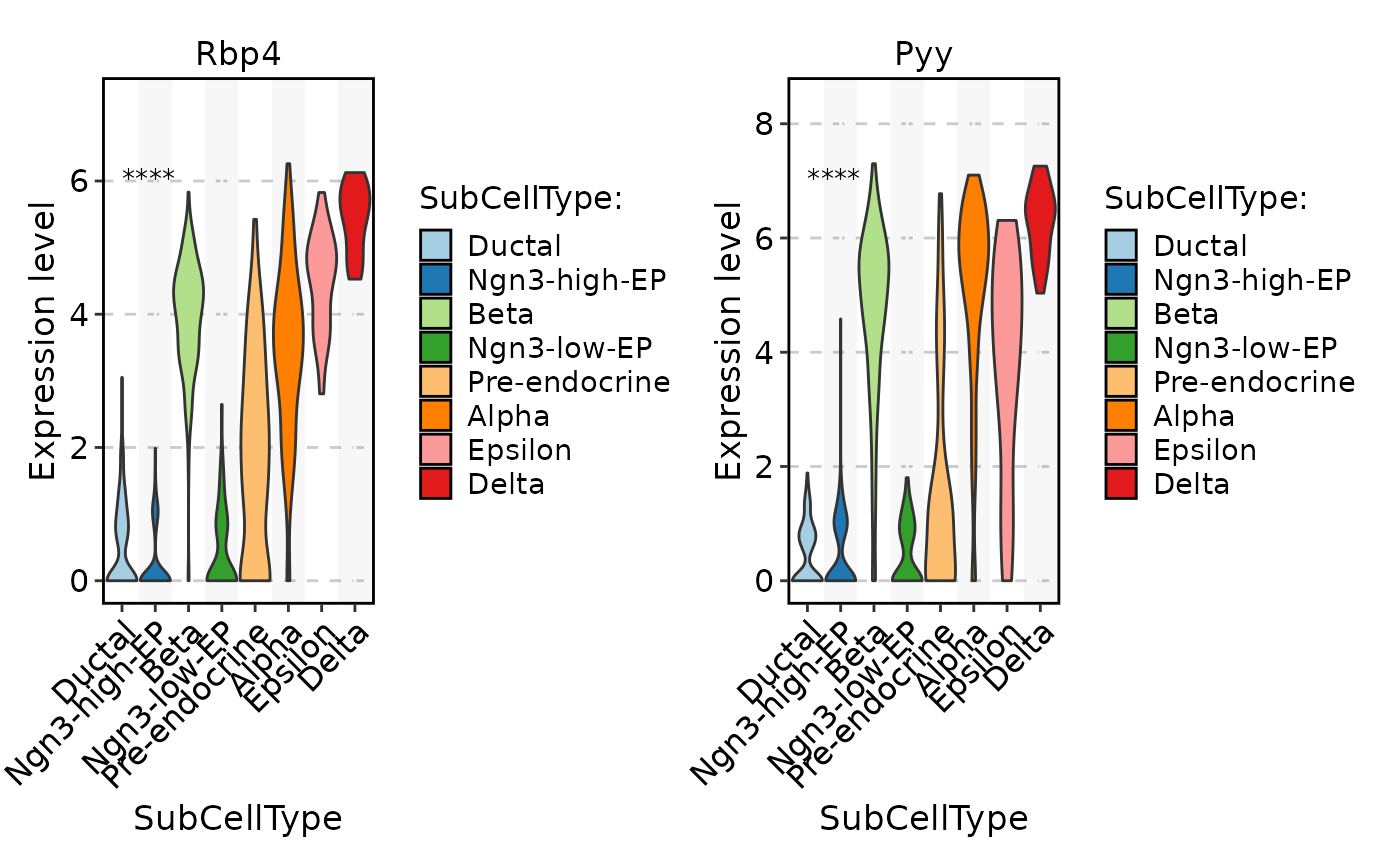 Rbp4
Expression level
6
4
2
0
****
Ductal
Ngn3-high-EP
Beta
Ngn3-low-EP
Pre-endocrine
Alpha
Epsilon
Delta
SubCellType
SubCellType:
Ductal
Ngn3-high-EP
Beta
Ngn3-low-EP
Pre-endocrine
Alpha
Epsilon
Delta
Pyy
Expression level
8
6
4
2
0
****
Ductal
Ngn3-high-EP
Beta
Ngn3-low-EP
Pre-endocrine
Alpha
Epsilon
Delta
SubCellType
SubCellType:
Ductal
Ngn3-high-EP
Beta
Ngn3-low-EP
Pre-endocrine
Alpha
Epsilon
Delta